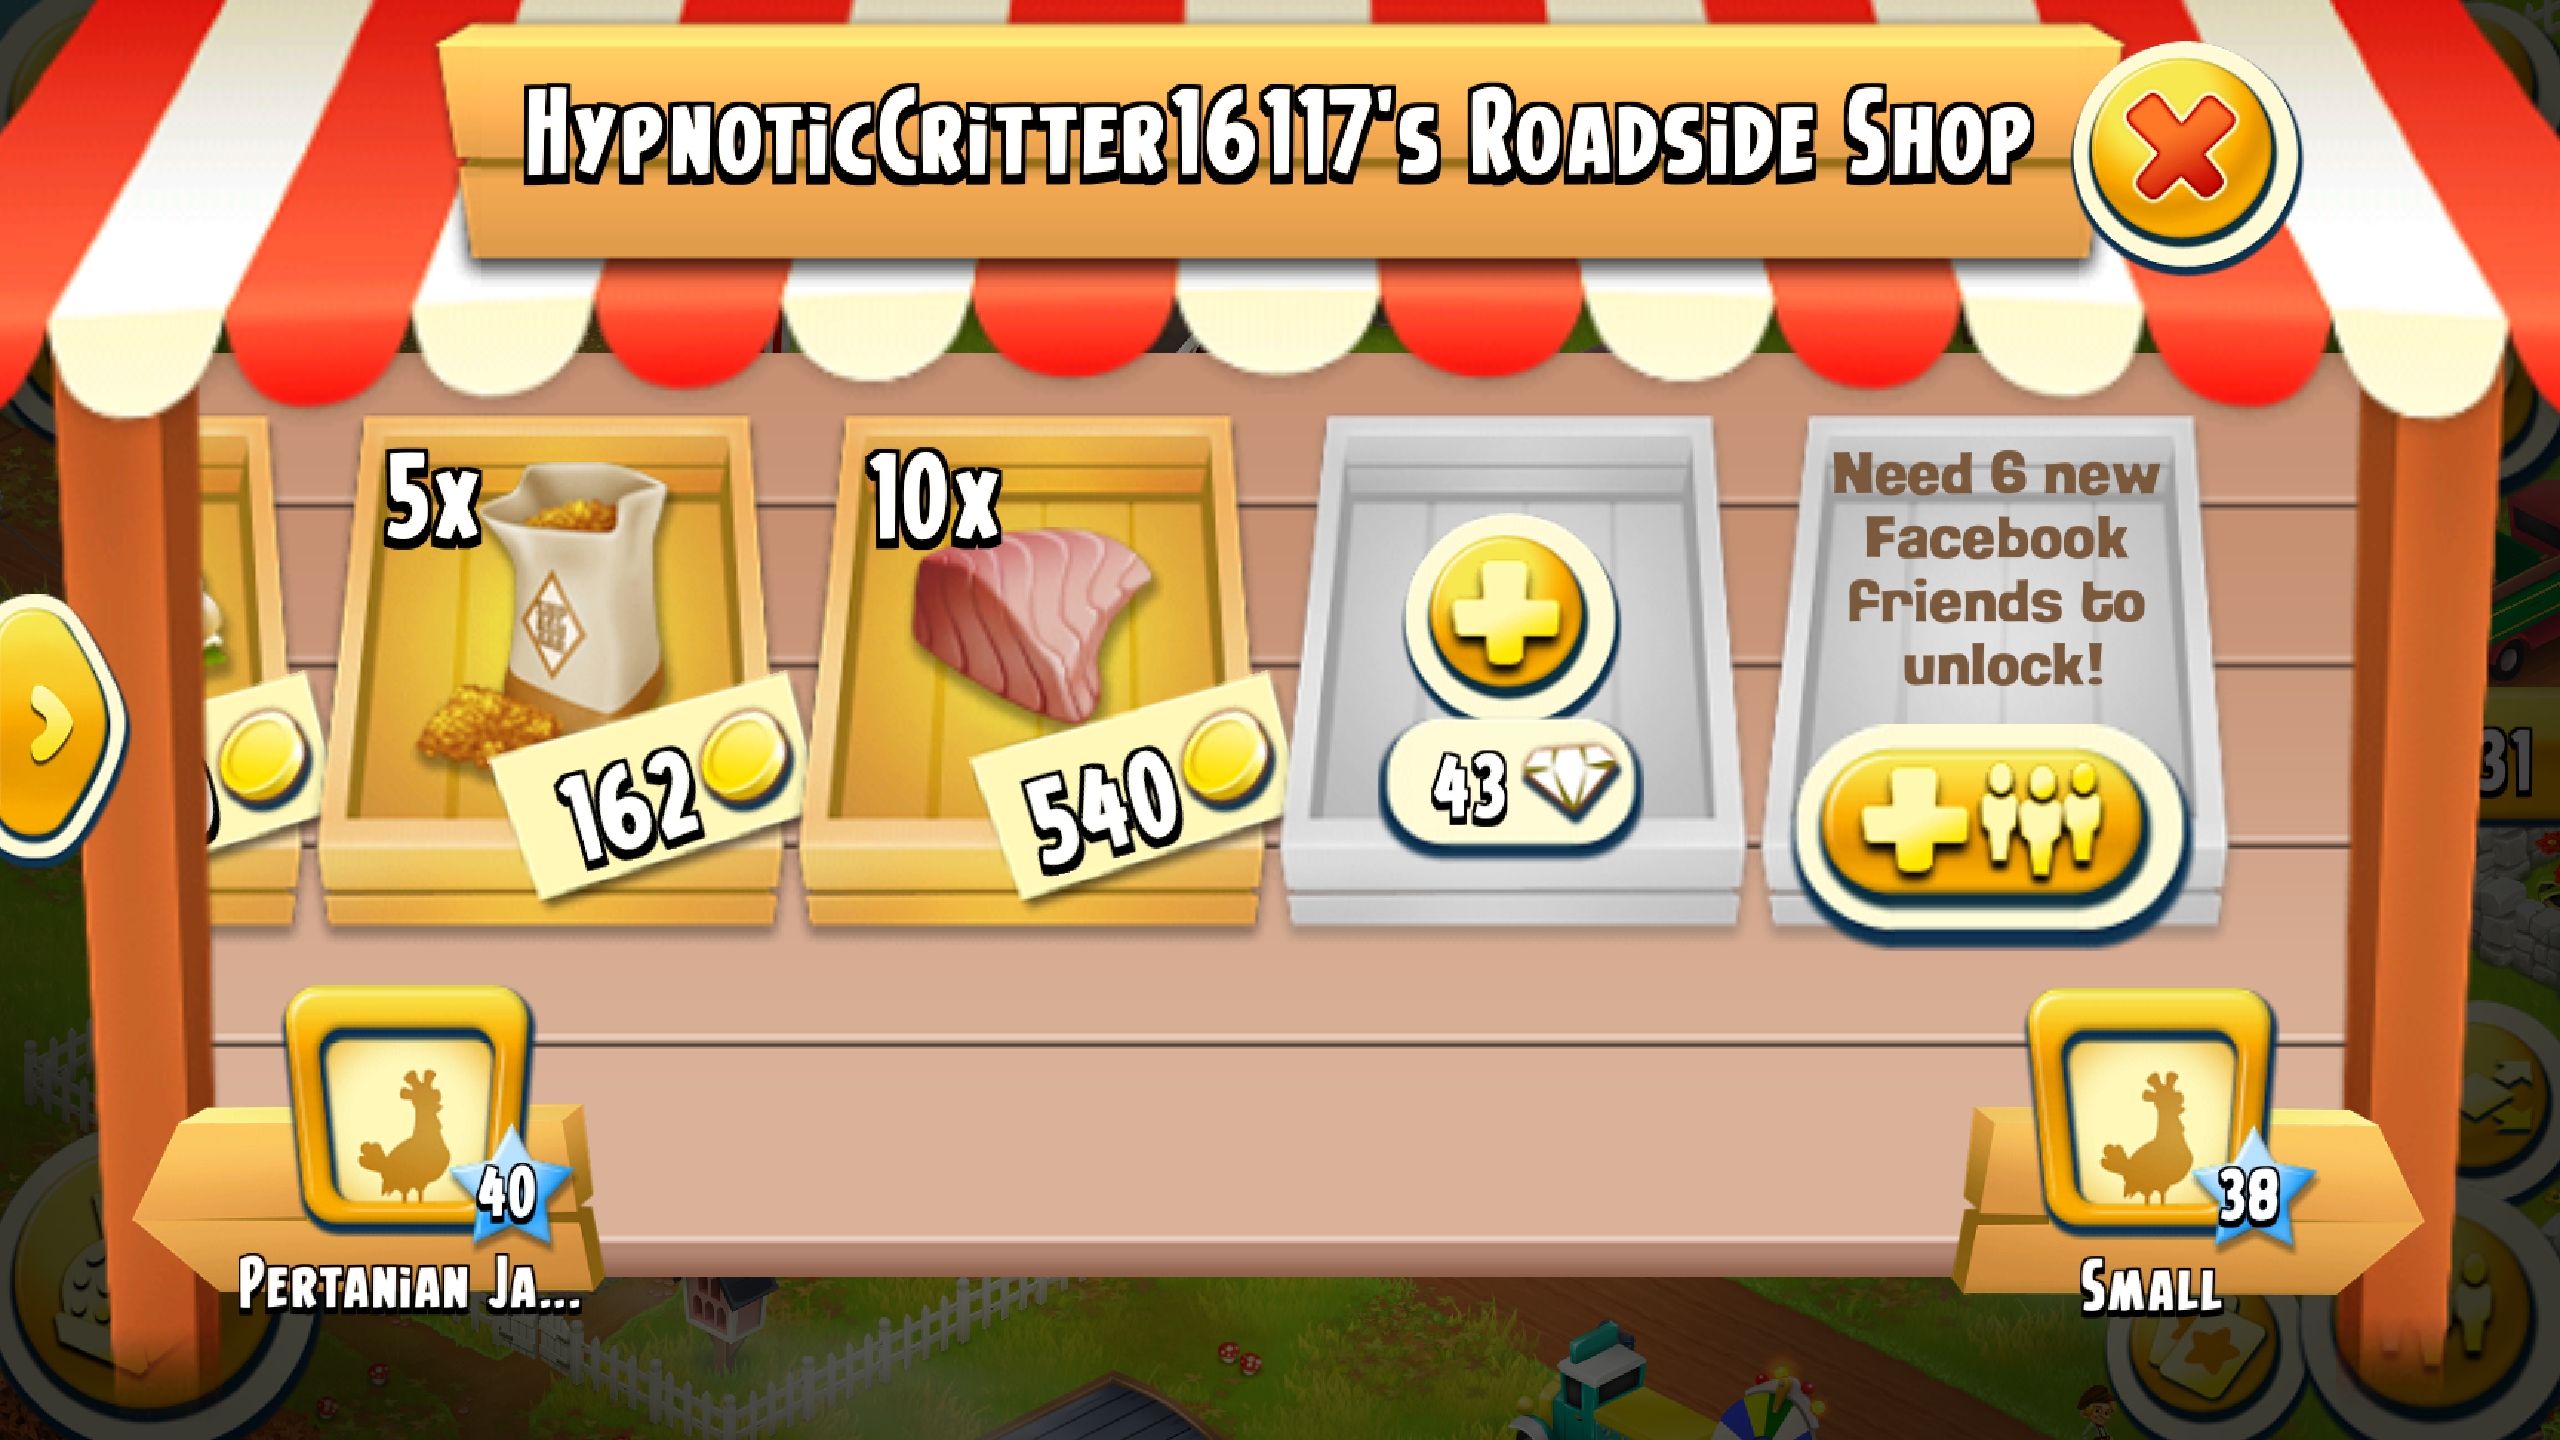 HypnoticCritter16117's Roadside Shop
5x
10x
Need 6 new
Facebook
friends to
unlock!
162
540
43
31
40
38
Pertanian Ja...
Small